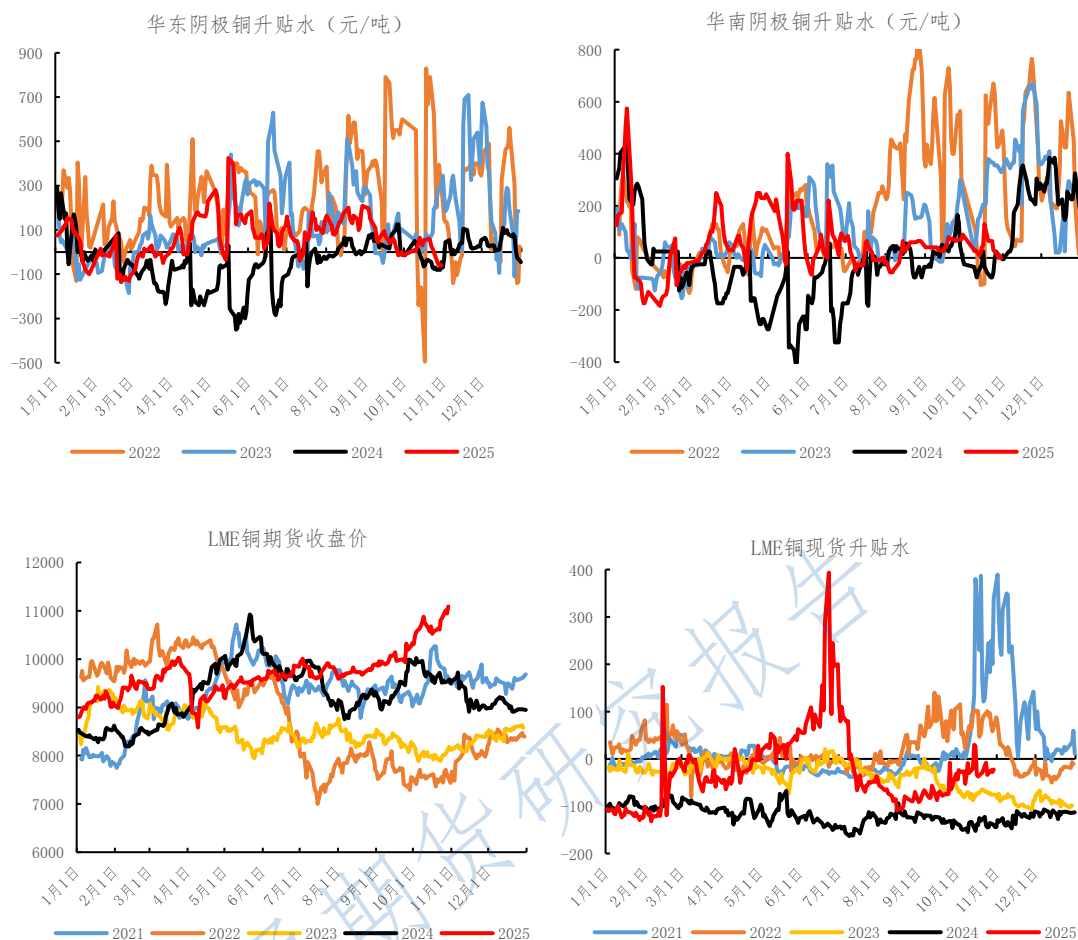 华东阴极铜升贴水（元/吨）
900
700
500
300
100
-100
-300
-500
1月1日
2月1日
3月1日
4月1日
5月1日
6月1日
7月1日
8月1日
9月1日
10月1日
11月1日
12月1日
2022 2023 2024 2025
华南阴极铜升贴水（元/吨）
800
600
400
200
0
-200
-400
1月1日
2月1日
3月1日
4月1日
5月1日
6月1日
7月1日
8月1日
9月1日
10月1日
11月1日
12月1日
2022 2023 2024 2025
LME铜期货收盘价
12000
11000
10000
9000
8000
7000
6000
1月1日
2月1日
3月1日
4月1日
5月1日
6月1日
7月1日
8月1日
9月1日
10月1日
11月1日
12月1日
2021 2022 2023 2024 2025
LME铜现货升贴水
400
300
200
100
0
-100
-200
1月1日
2月1日
3月1日
4月1日
5月1日
6月1日
7月1日
8月1日
9月1日
10月1日
11月1日
12月1日
2021 2022 2023 2024 2025
期货研究报告